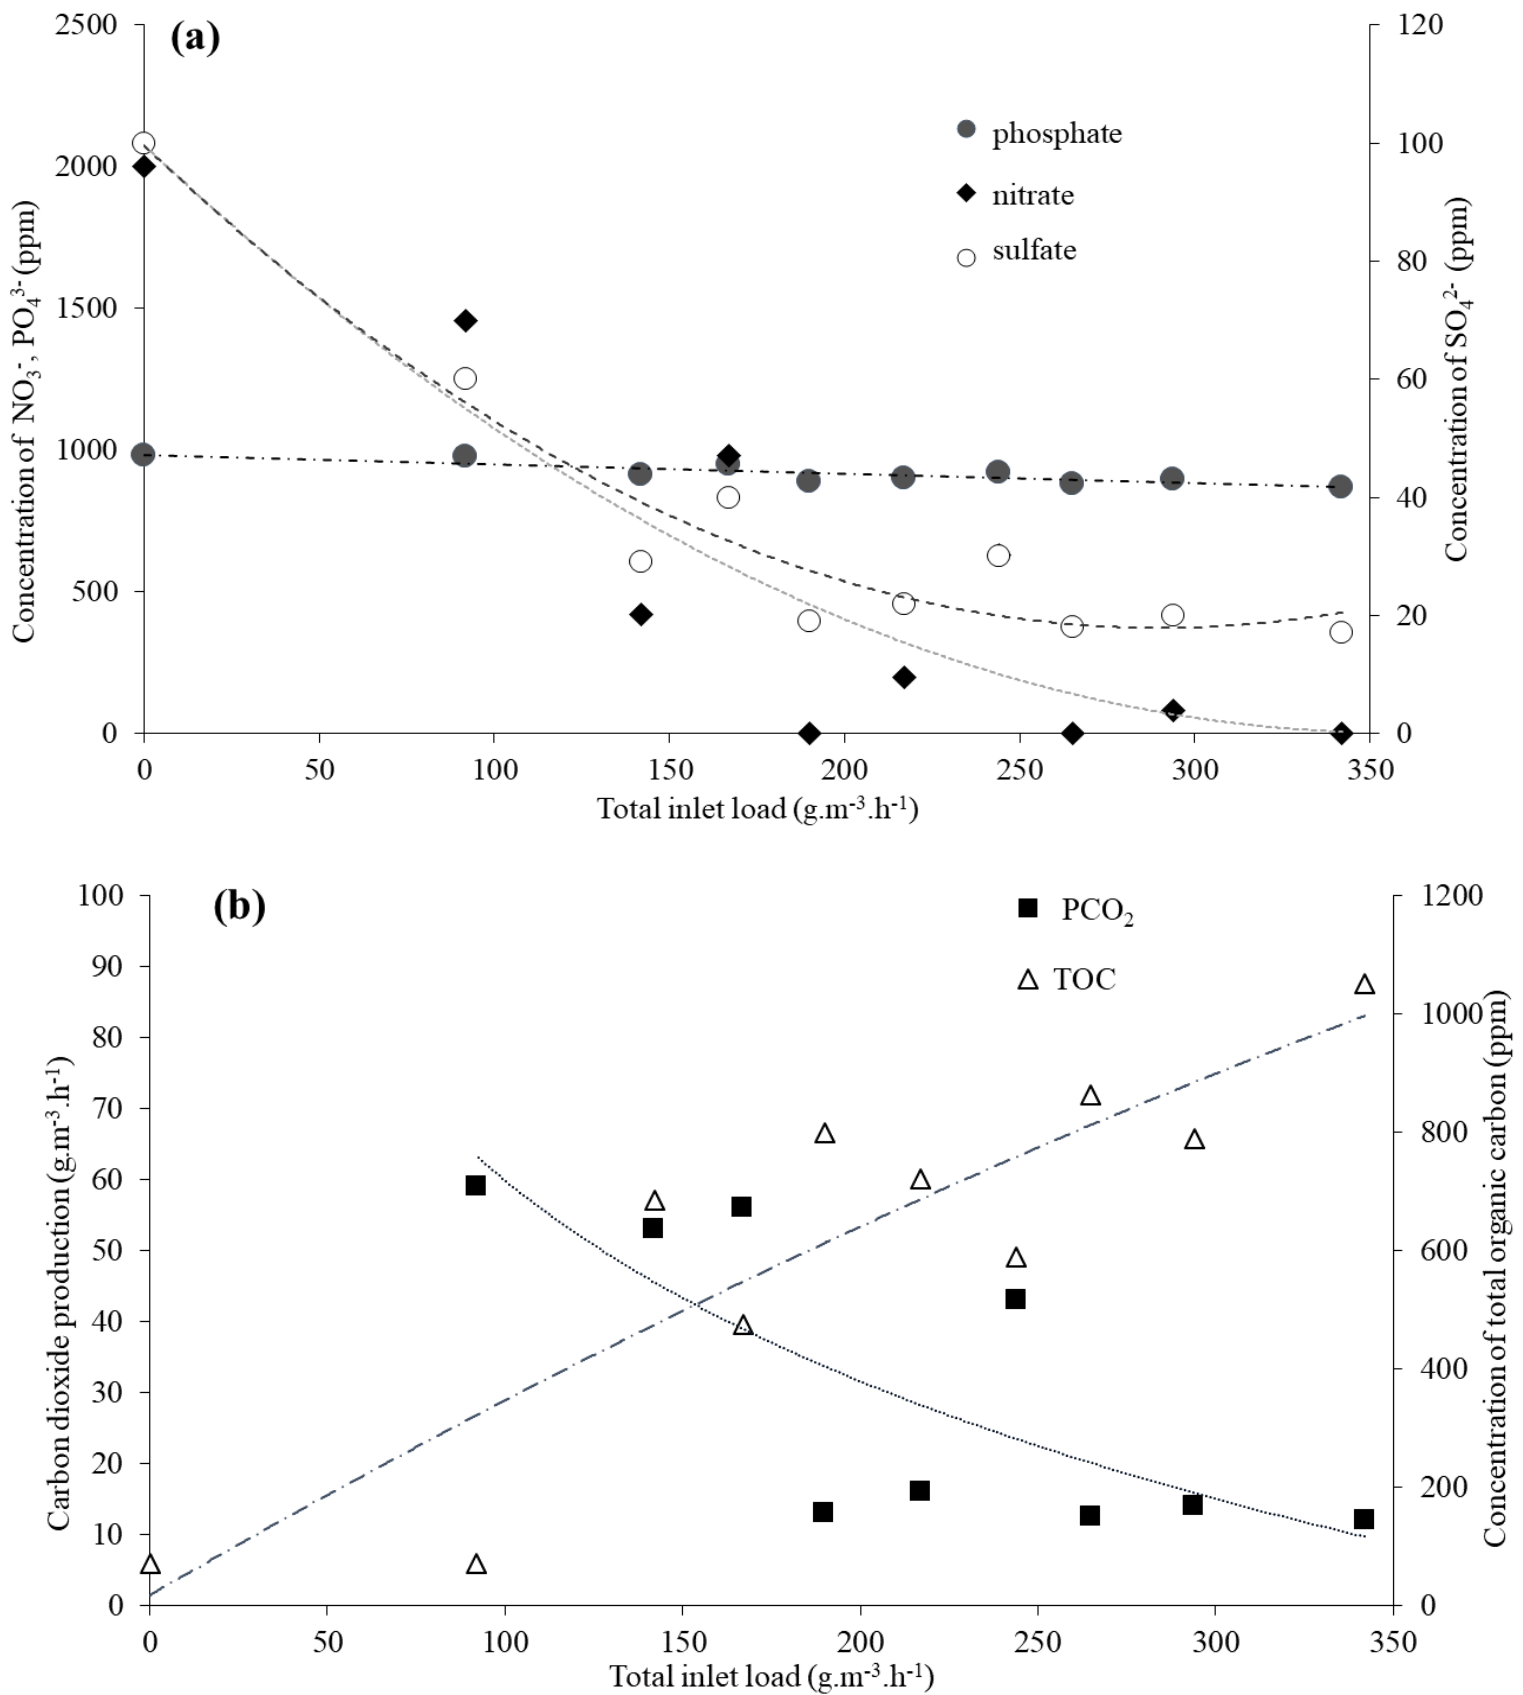 (a)
2500
2000
1500
1000
500
0
Concentration of NO₃⁻, PO₄³⁻ (ppm)
120
100
80
60
40
20
0
Concentration of SO₄²⁻ (ppm)
phosphate
nitrate
sulfate
0 50 100 150 200 250 300 350
Total inlet load (g.m⁻³.h⁻¹)
(b)
100
90
80
70
60
50
40
30
20
10
0
Carbon dioxide production (g.m⁻³.h⁻¹)
1200
1000
800
600
400
200
0
Concentration of total organic carbon (ppm)
PCO₂
TOC
0 50 100 150 200 250 300 350
Total inlet load (g.m⁻³.h⁻¹)